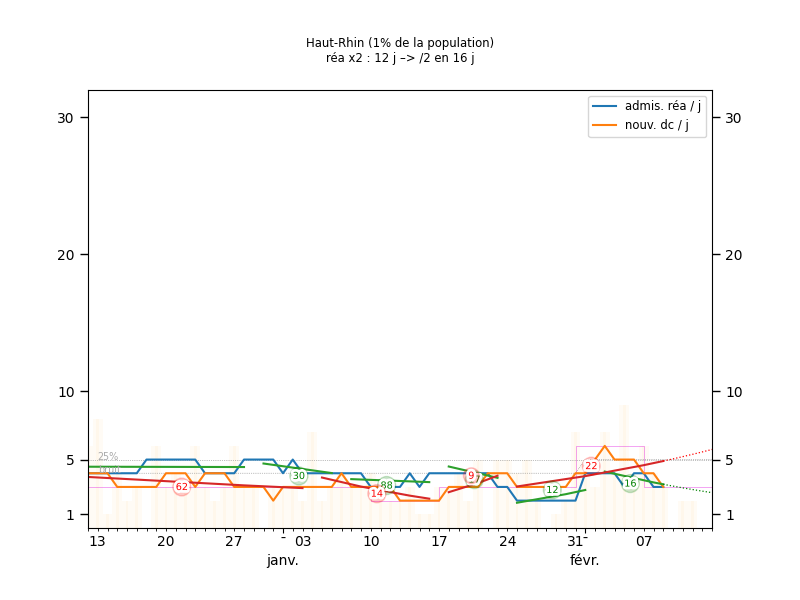 Haut-Rhin (1% de la population)
réa x2 : 12 j –> /2 en 16 j
admis. réa / j
nouv. dc / j
30 30
20 20
10 10
25%
5 5
30
22
9
62
14
88
12
16
1 1
13 20 27 - 03 10 17 24 31 - 07
janv. févr.